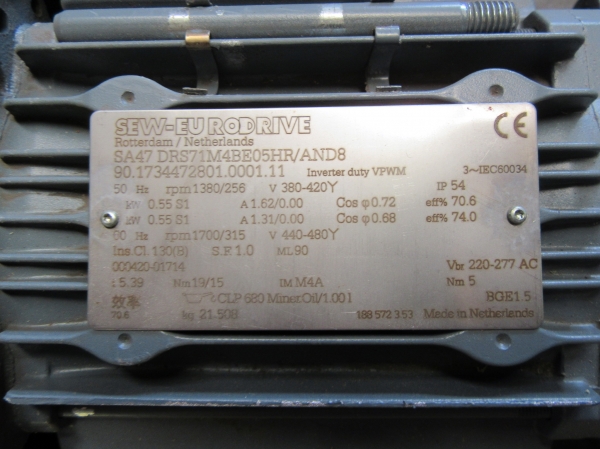 SEW-EURODRIVE CE
Rotterdam / Netherlands
SA47 DRS71M4BE05HR/AND8
90.1734472801.0001.11 Inverter duty VPWM 3~IEC60034
50 Hz rpm 1380/256 V 380-420Y IP 54
kW 0.55 S1 A 1.62/0.00 Cos φ 0.72 eff% 70.6
kW 0.55 S1 A 1.31/0.00 Cos φ 0.68 eff% 74.0
60 Hz rpm 1700/315 V 440-480Y
Ins.Cl. 130(B) S.F. 1.0 ML 90
000420-01714 Vbr 220-277 AC
i 5.39 Nm 19/15 IM M4A Nm 5
效率 CLP 680 Miner.Oil/1.00 l BGE1.5
70.6 kg 21.508 188 572 3.53 Made in Netherlands